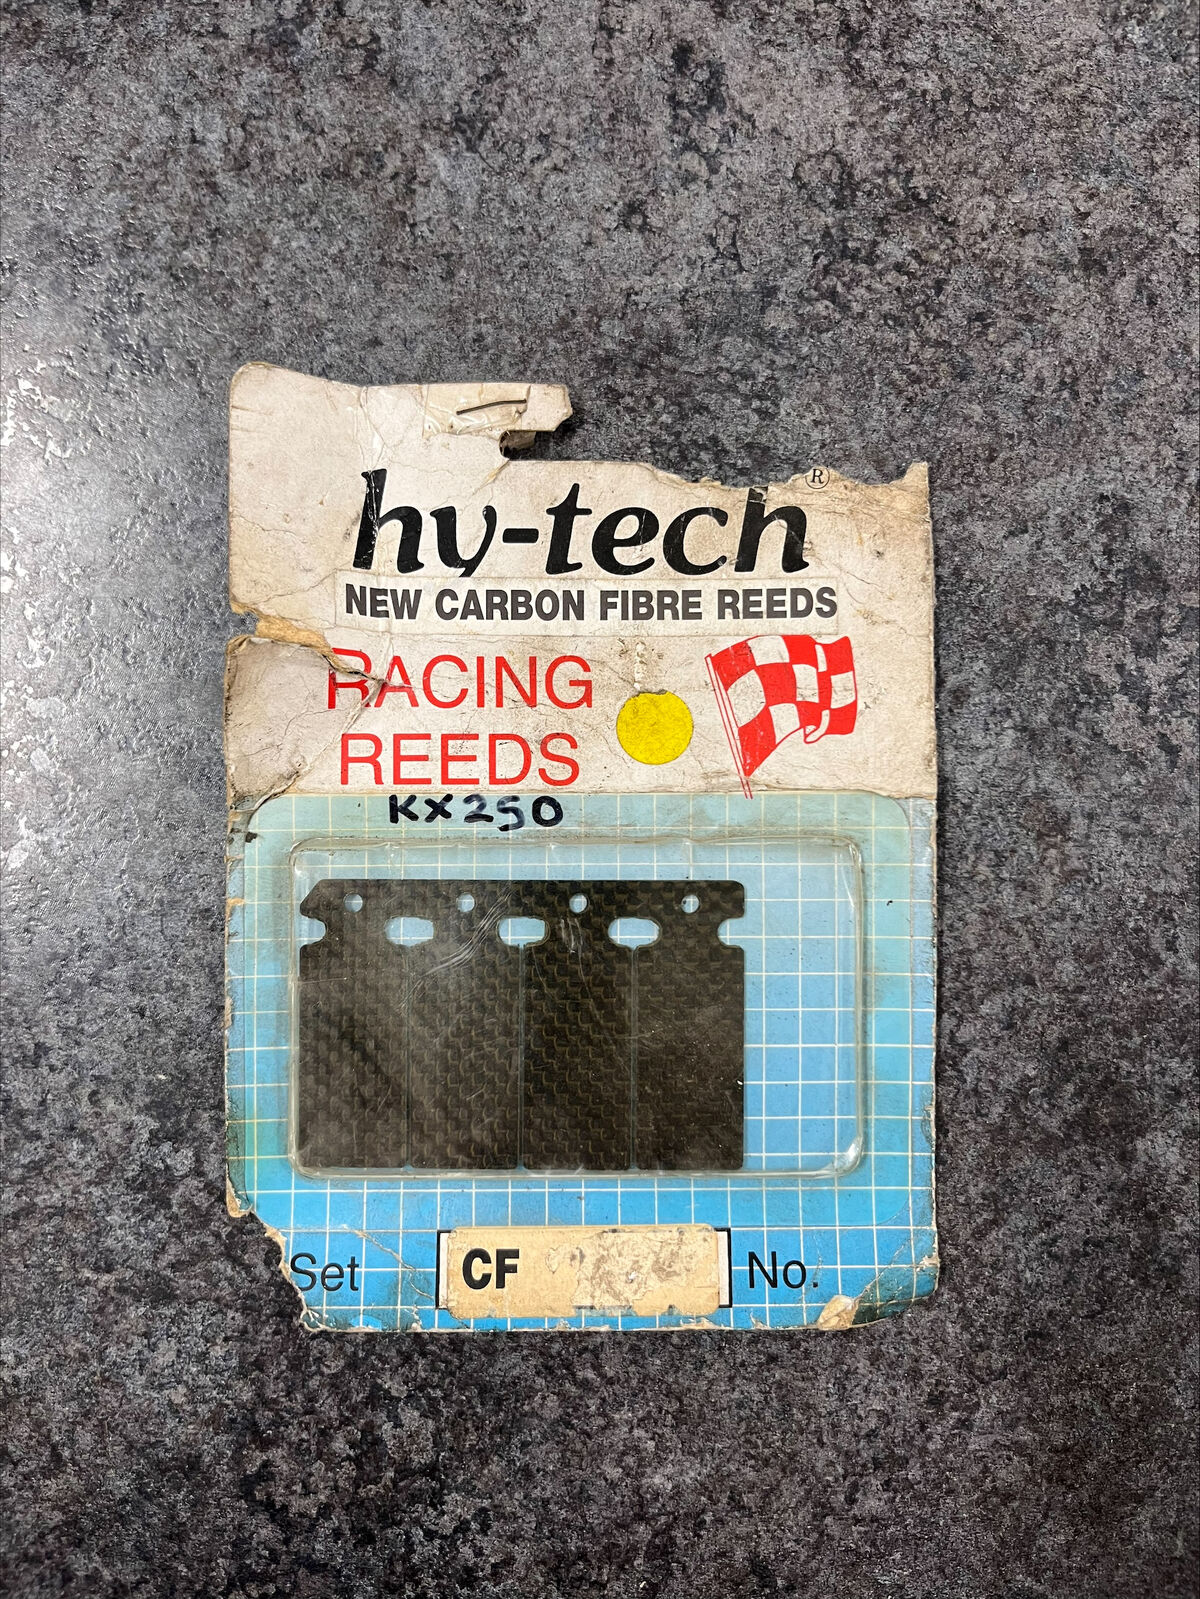 hy-tech ®
NEW CARBON FIBRE REEDS
RACING
REEDS
KX250
Set CF No.